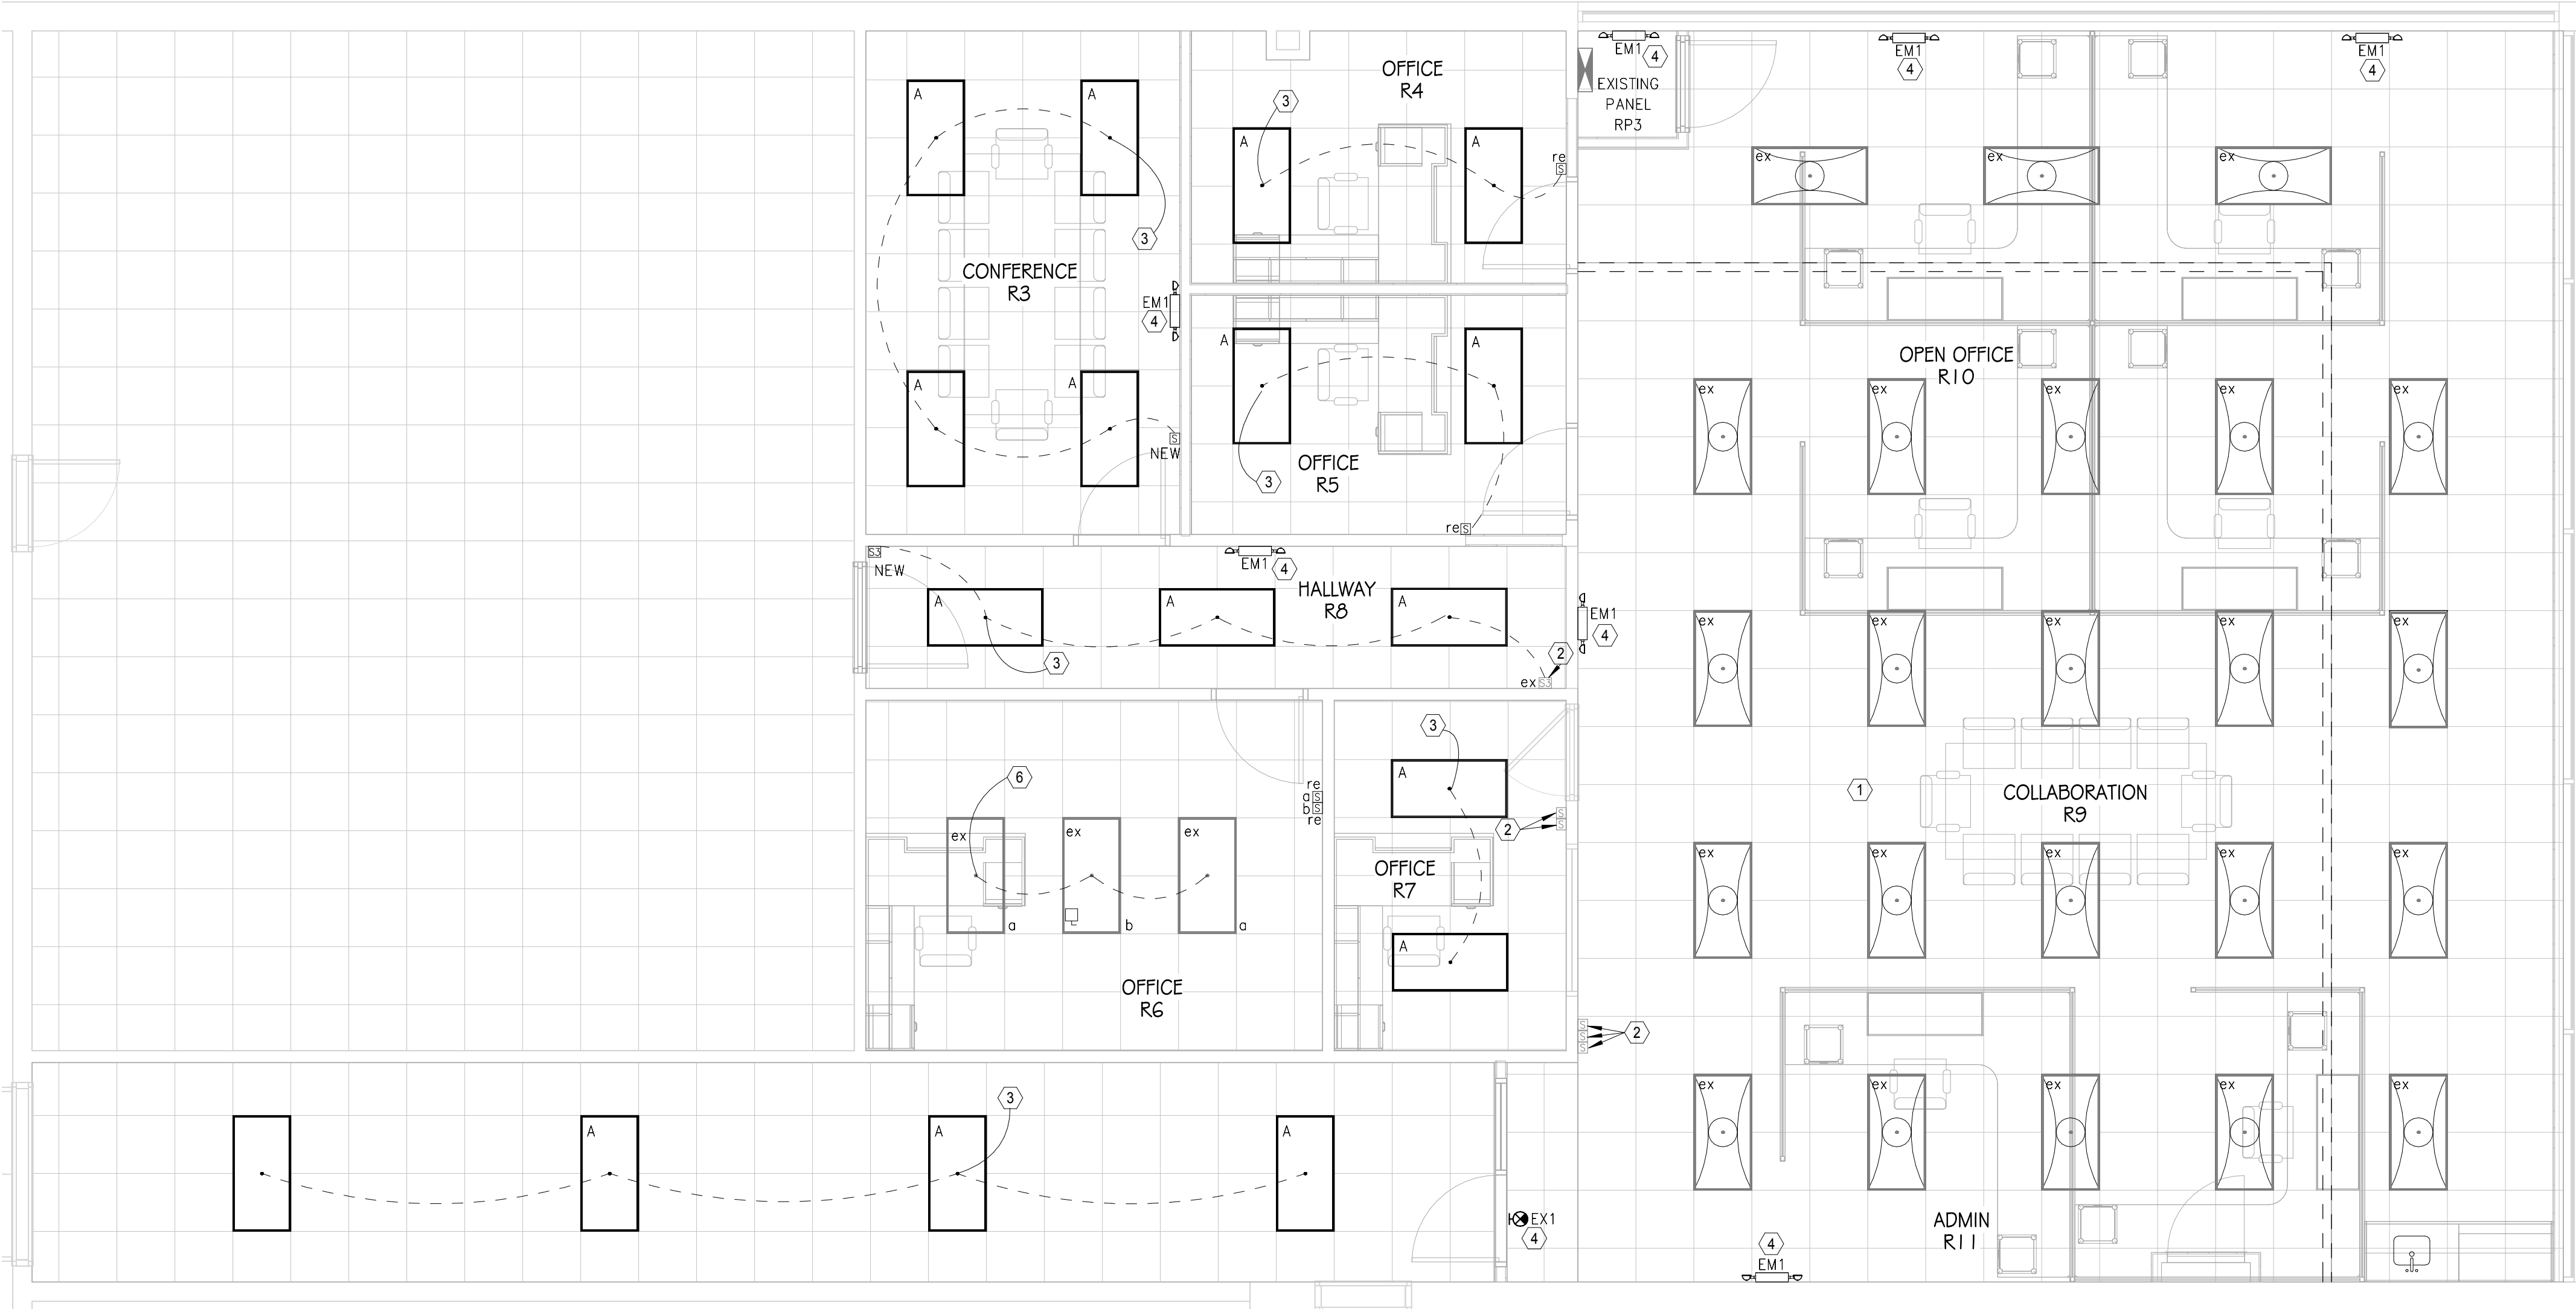 EM1
4
EM1
4
EM1
4
EXISTING
PANEL
RP3
A
A
3
CONFERENCE
R3
EM1
4
A
A
S
NEW
OFFICE
R4
3
A
A
re
S
A
A
OFFICE
R5
3
re S
ex
ex
ex
OPEN OFFICE
R10
ex
ex
ex
ex
ex
S3
NEW
EM1
4
HALLWAY
R8
A
A
A
3
2
ex S3
EM1
4
ex
ex
ex
ex
ex
6
re
a S
b S
re
ex
ex
ex
a
b
a
OFFICE
R6
3
A
2
S
S
OFFICE
R7
A
1
COLLABORATION
R9
ex
ex
ex
ex
ex
S
S
S
2
3
A
A
A
EX1
4
ex
ex
ex
ex
ex
ADMIN
R11
4
EM1